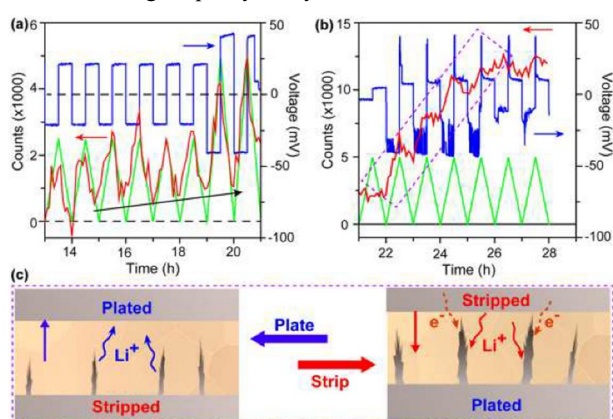 (a)
6
4
2
0
Counts (x1000)
50
0
-50
-100
Voltage (mV)
14 16 18 20
Time (h)
(b)
15
10
5
0
Counts (x1000)
50
0
-50
-100
Voltage (mV)
22 24 26 28
Time (h)
(c)
Plated
Li+
Stripped
Plate
Strip
Stripped
e-
e-
Li+
Plated